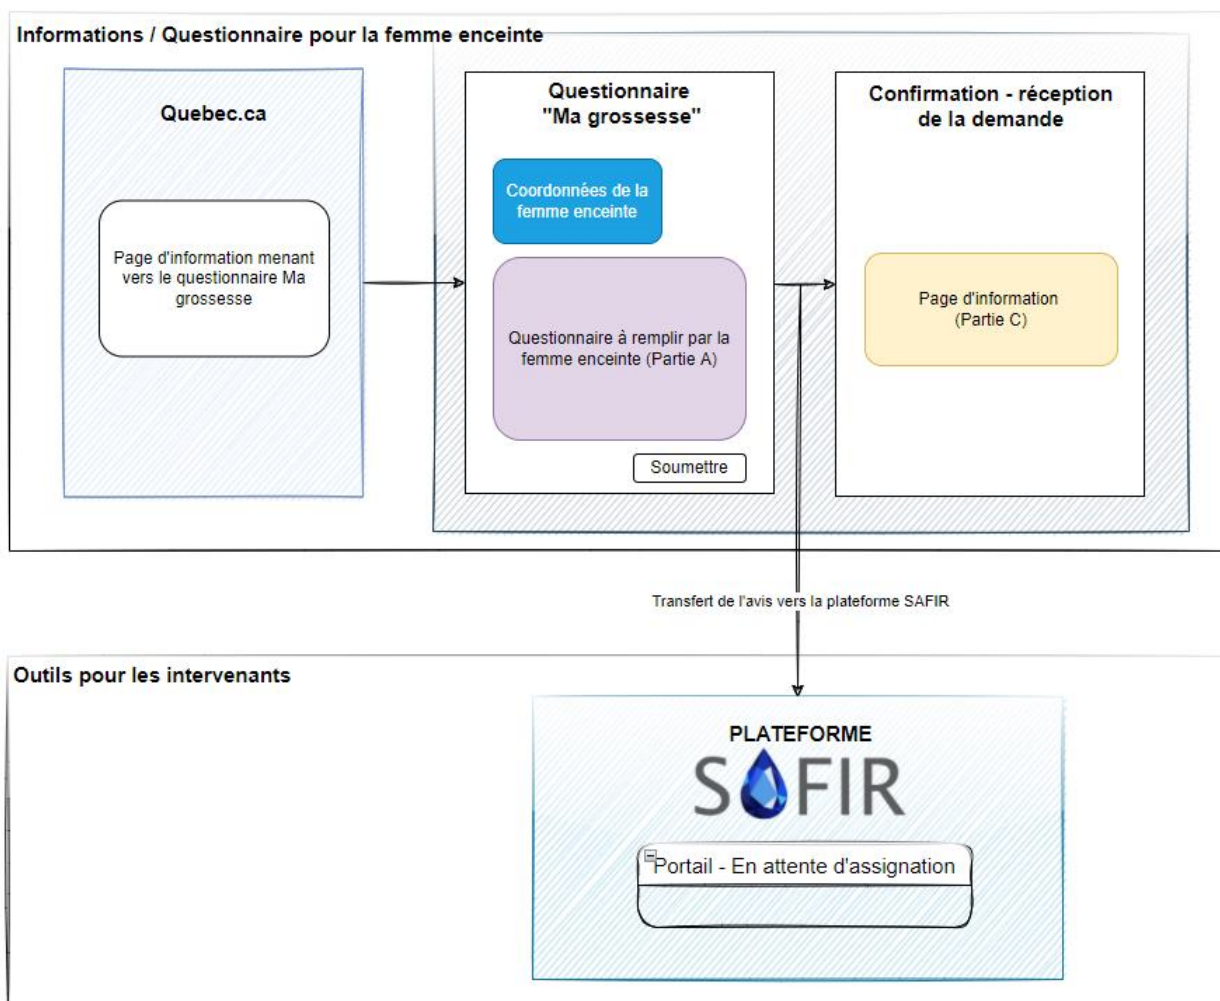 Informations / Questionnaire pour la femme enceinte
Quebec.ca
Page d'information menant
vers le questionnaire Ma
grossesse
Questionnaire
"Ma grossesse"
Coordonnées de la
femme enceinte
Questionnaire à remplir par la
femme enceinte (Partie A)
Soumettre
Confirmation - réception
de la demande
Page d'information
(Partie C)
Transfert de l'avis vers la plateforme SAFIR
Outils pour les intervenants
PLATEFORME
SAFIR
Portail - En attente d'assignation